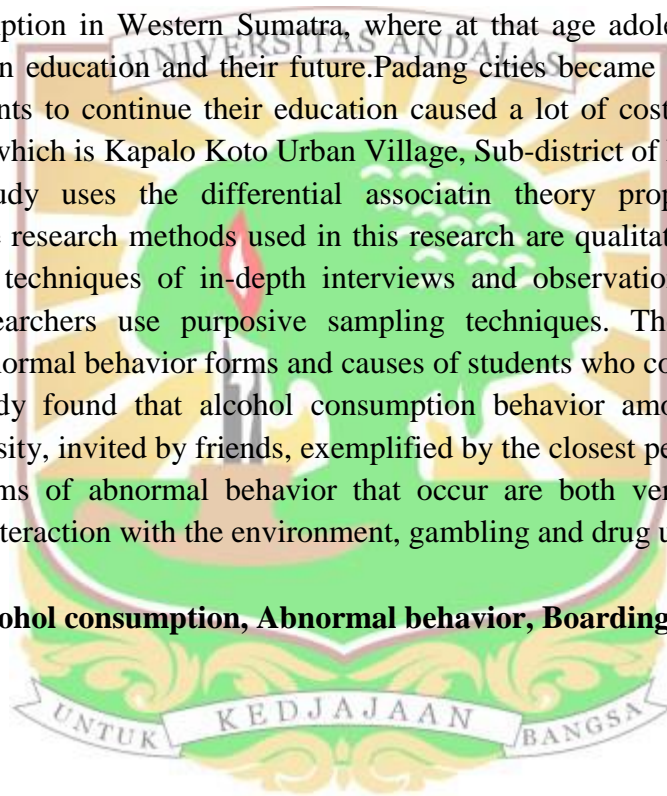 ption in Western Sumatra, where at that age adol
UNIVERSITAS ANDALAS
n education and their future.Padang cities became
nts to continue their education caused a lot of cost
which is Kapalo Koto Urban Village, Sub-district of
udy uses the differential associatin theory prop
e research methods used in this research are qualitat
techniques of in-depth interviews and observatio
earchers use purposive sampling techniques. Th
normal behavior forms and causes of students who co
dy found that alcohol consumption behavior amo
sity, invited by friends, exemplified by the closest pe
ms of abnormal behavior that occur are both ver
nteraction with the environment, gambling and drug u
cohol consumption, Abnormal behavior, Boarding
UNTUK KEDJAJAAN BANGSA